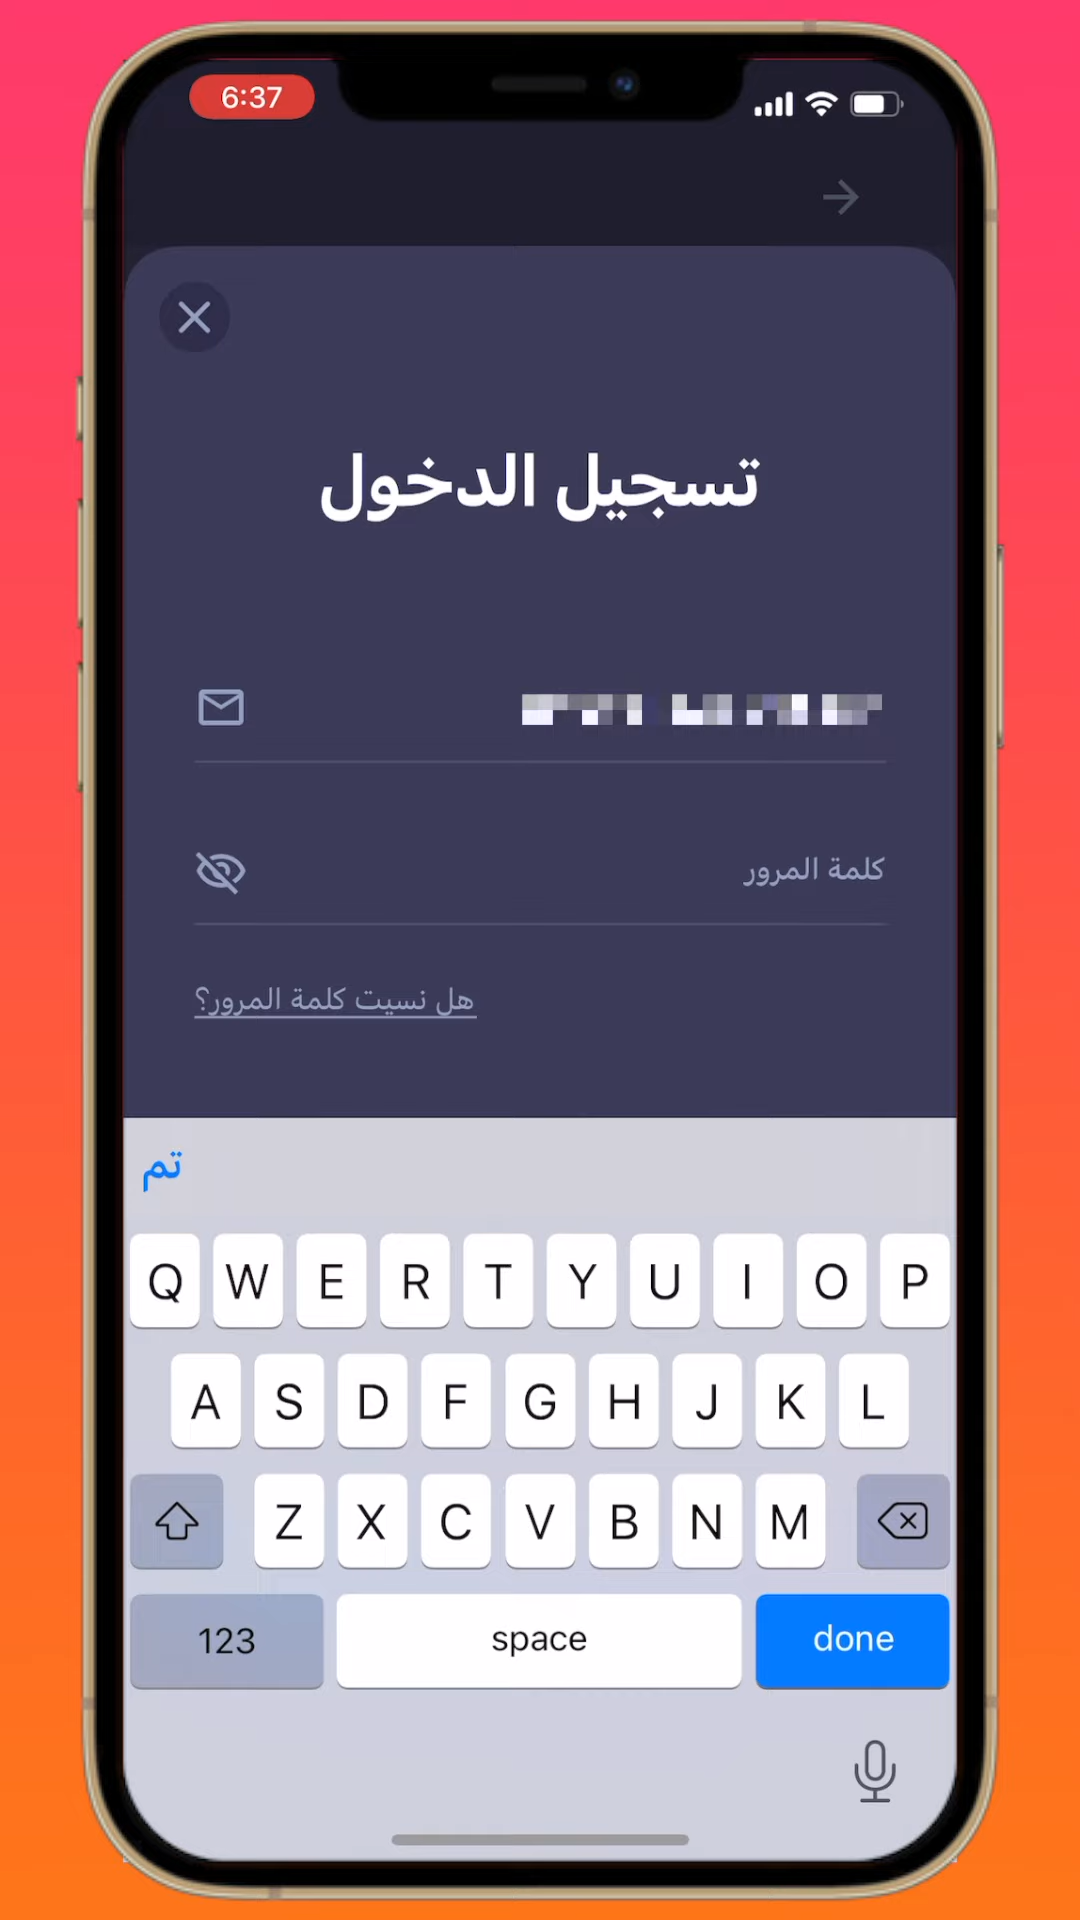 6:37
تسجيل الدخول
كلمة المرور
هل نسيت كلمة المرور؟
تم
Q W E R T Y U I O P
A S D F G H J K L
Z X C V B N M
123 space done